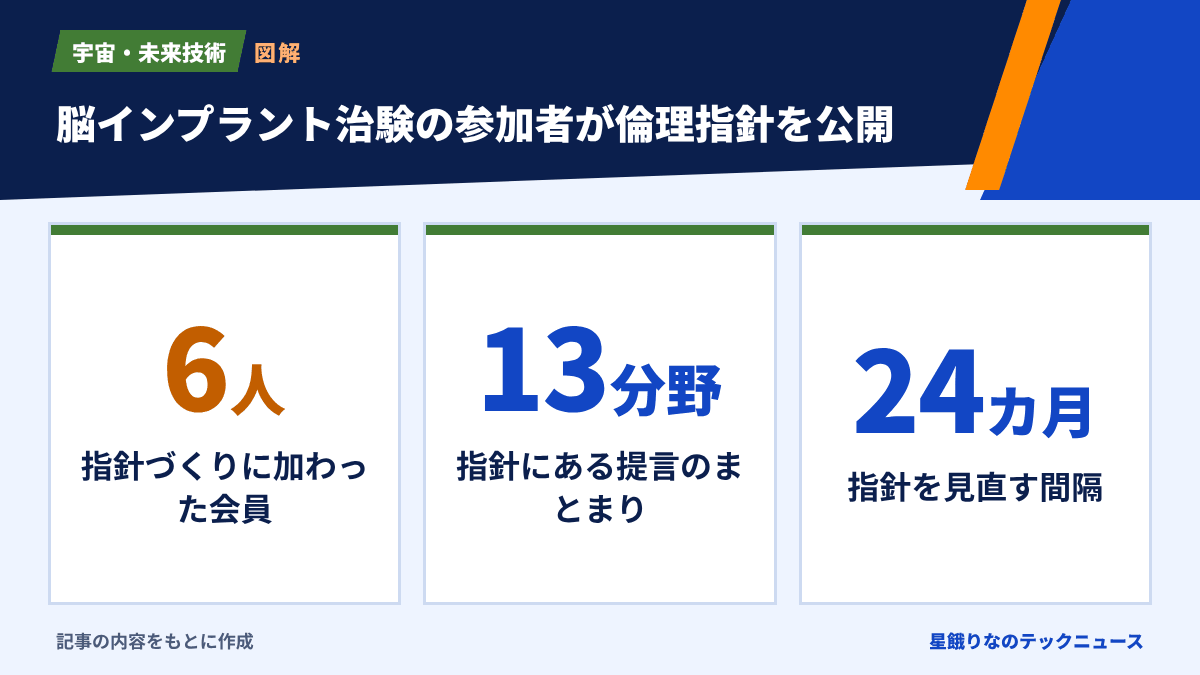 宇宙・未来技術 図解
脳インプラント治験の参加者が倫理指針を公開
6人
指針づくりに加わっ
た会員
13分野
指針にある提言のま
とまり
24カ月
指針を見直す間隔
記事の内容をもとに作成
星餓りなのテックニュース